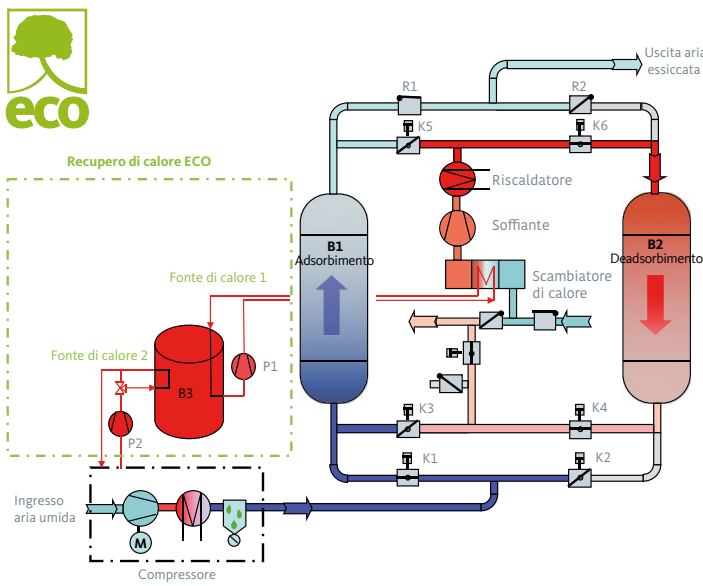 eco
Uscita aria
essiccata
R1
R2
K5
K6
Recupero di calore ECO
Riscaldatore
B1
Adsorbimento
B2
Deadsorbimento
Soffiante
Fonte di calore 1
Scambiatore
di calore
Fonte di calore 2
P1
B3
K3
K4
P2
K1
K2
Ingresso
aria umida
M
Compressore